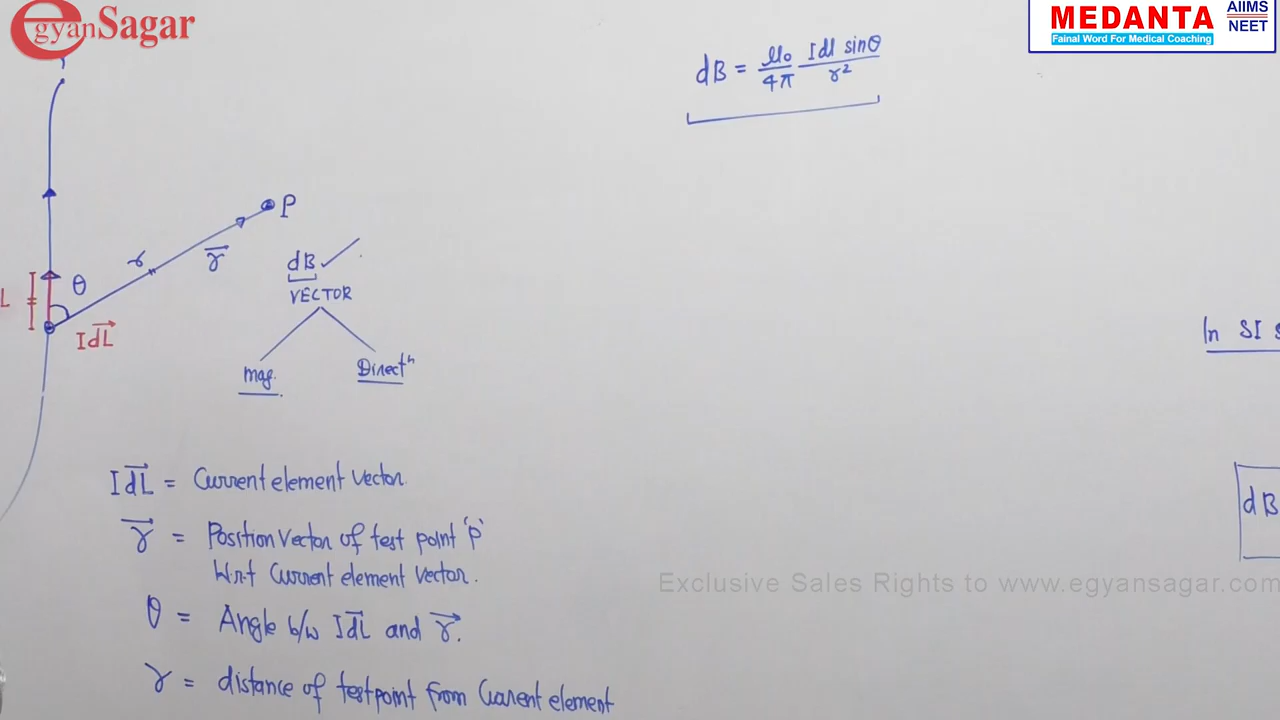 egyanSagar
MEDANTA
Fainal Word For Medical Coaching
AIIMS
NEET
dB = μ₀/4π Idl sinθ/r²
P
r
r⃗
θ
L
IdL⃗
dB ✓
VECTOR
mag.
Directⁿ
In SI
dB
IdL⃗ = Current element vector.
r⃗ = Position vector of test point 'P'
W.r.t Current element vector.
θ = Angle b/w IdL⃗ and r⃗.
r = distance of testpoint from Current element
Exclusive Sales Rights to www.egyansagar.com